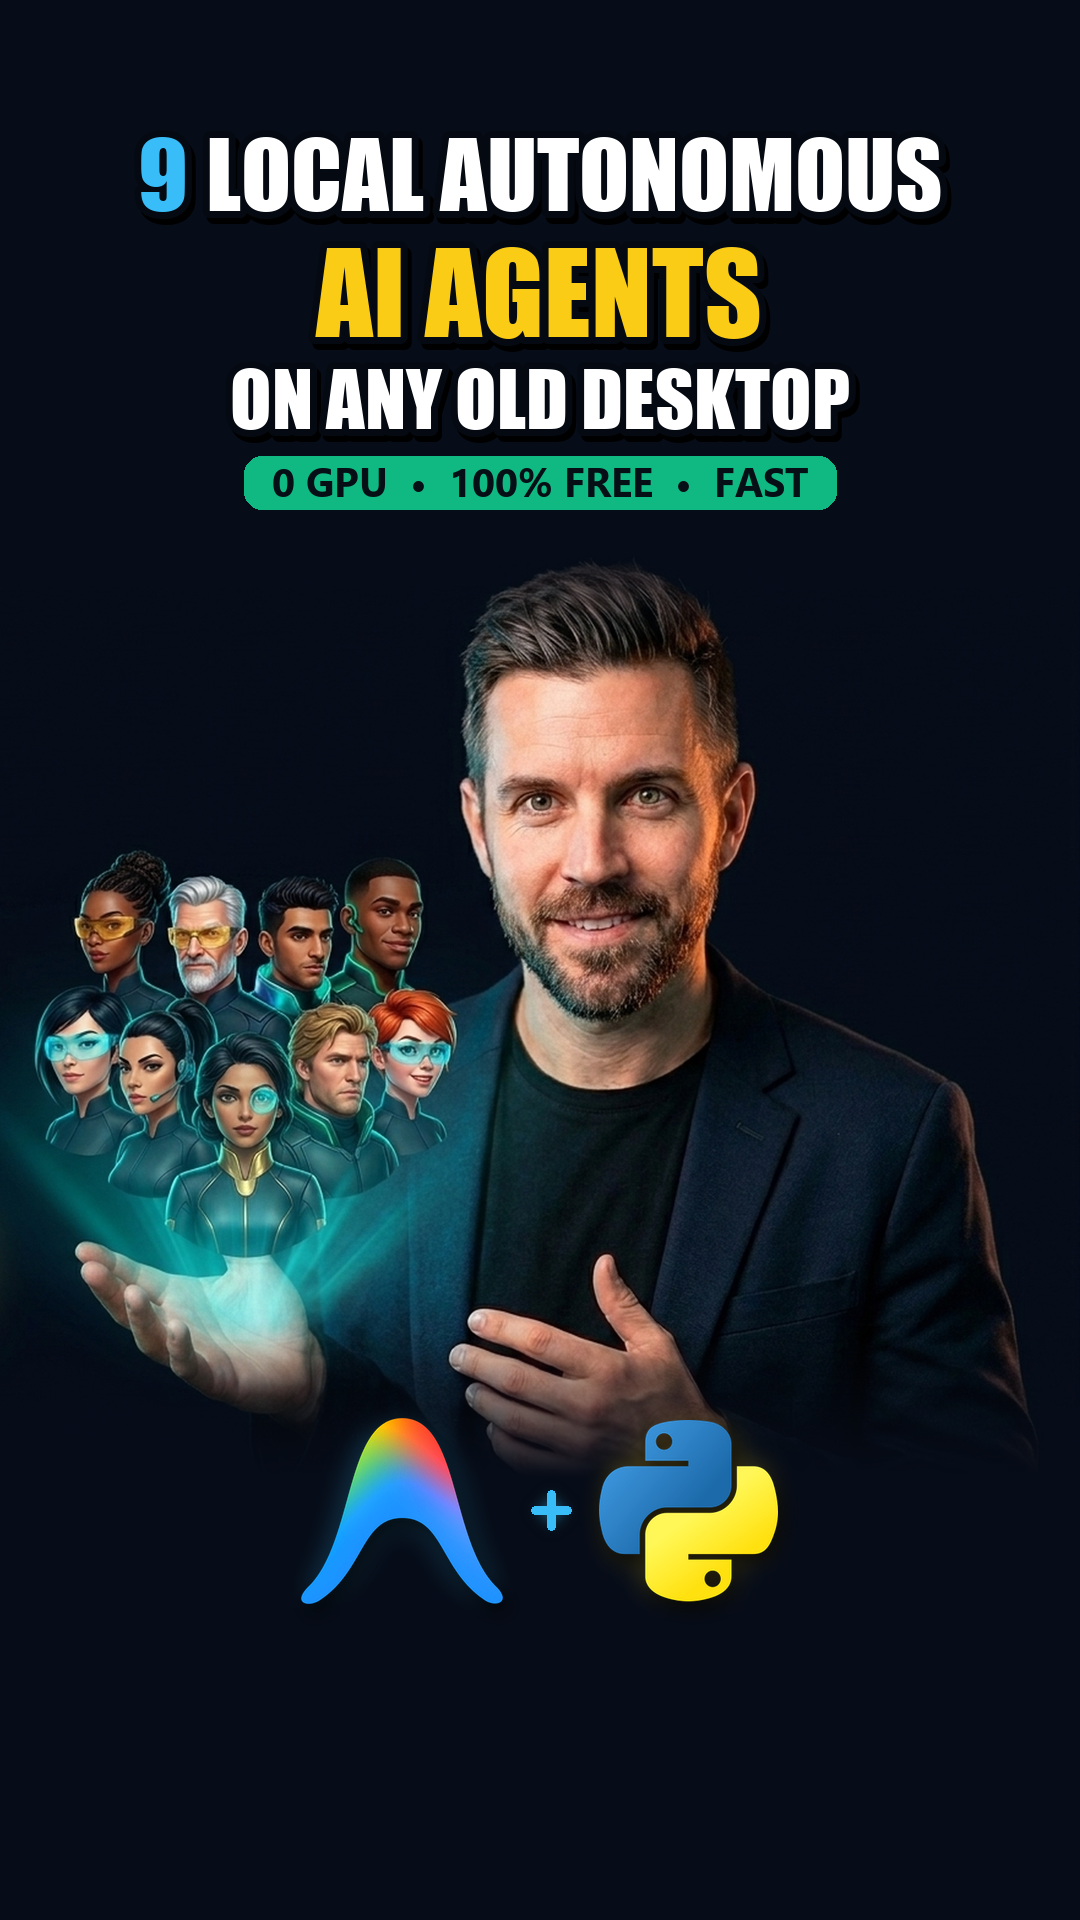 9 LOCAL AUTONOMOUS
AI AGENTS
ON ANY OLD DESKTOP
0 GPU • 100% FREE • FAST